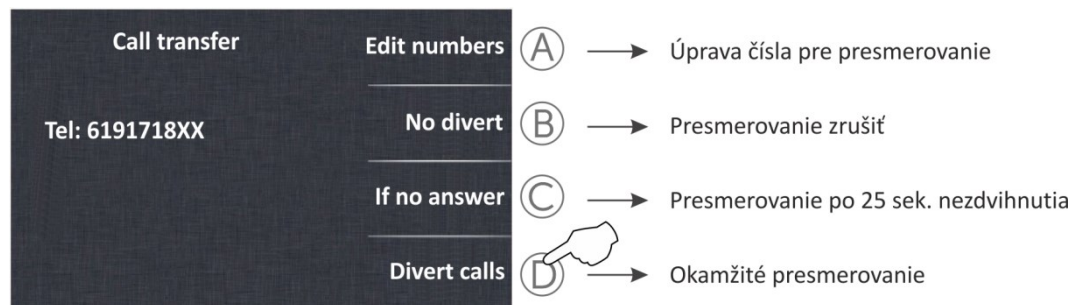 Call transfer
Edit numbers
A
Úprava čísla pre presmerovanie
Tel: 6191718XX
No divert
B
Presmerovanie zrušiť
If no answer
C
Presmerovanie po 25 sek. nezdvihnutia
Divert calls
D
Okamžité presmerovanie